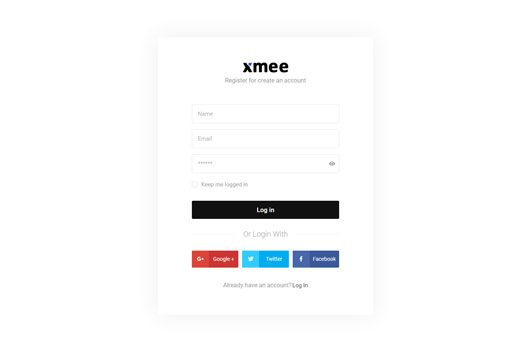 xmee
Register for create an account
Name
Email
******
Keep me logged in
Log in
Or Login With
G+ Google +
Twitter
f Facebook
Already have an account? Log In